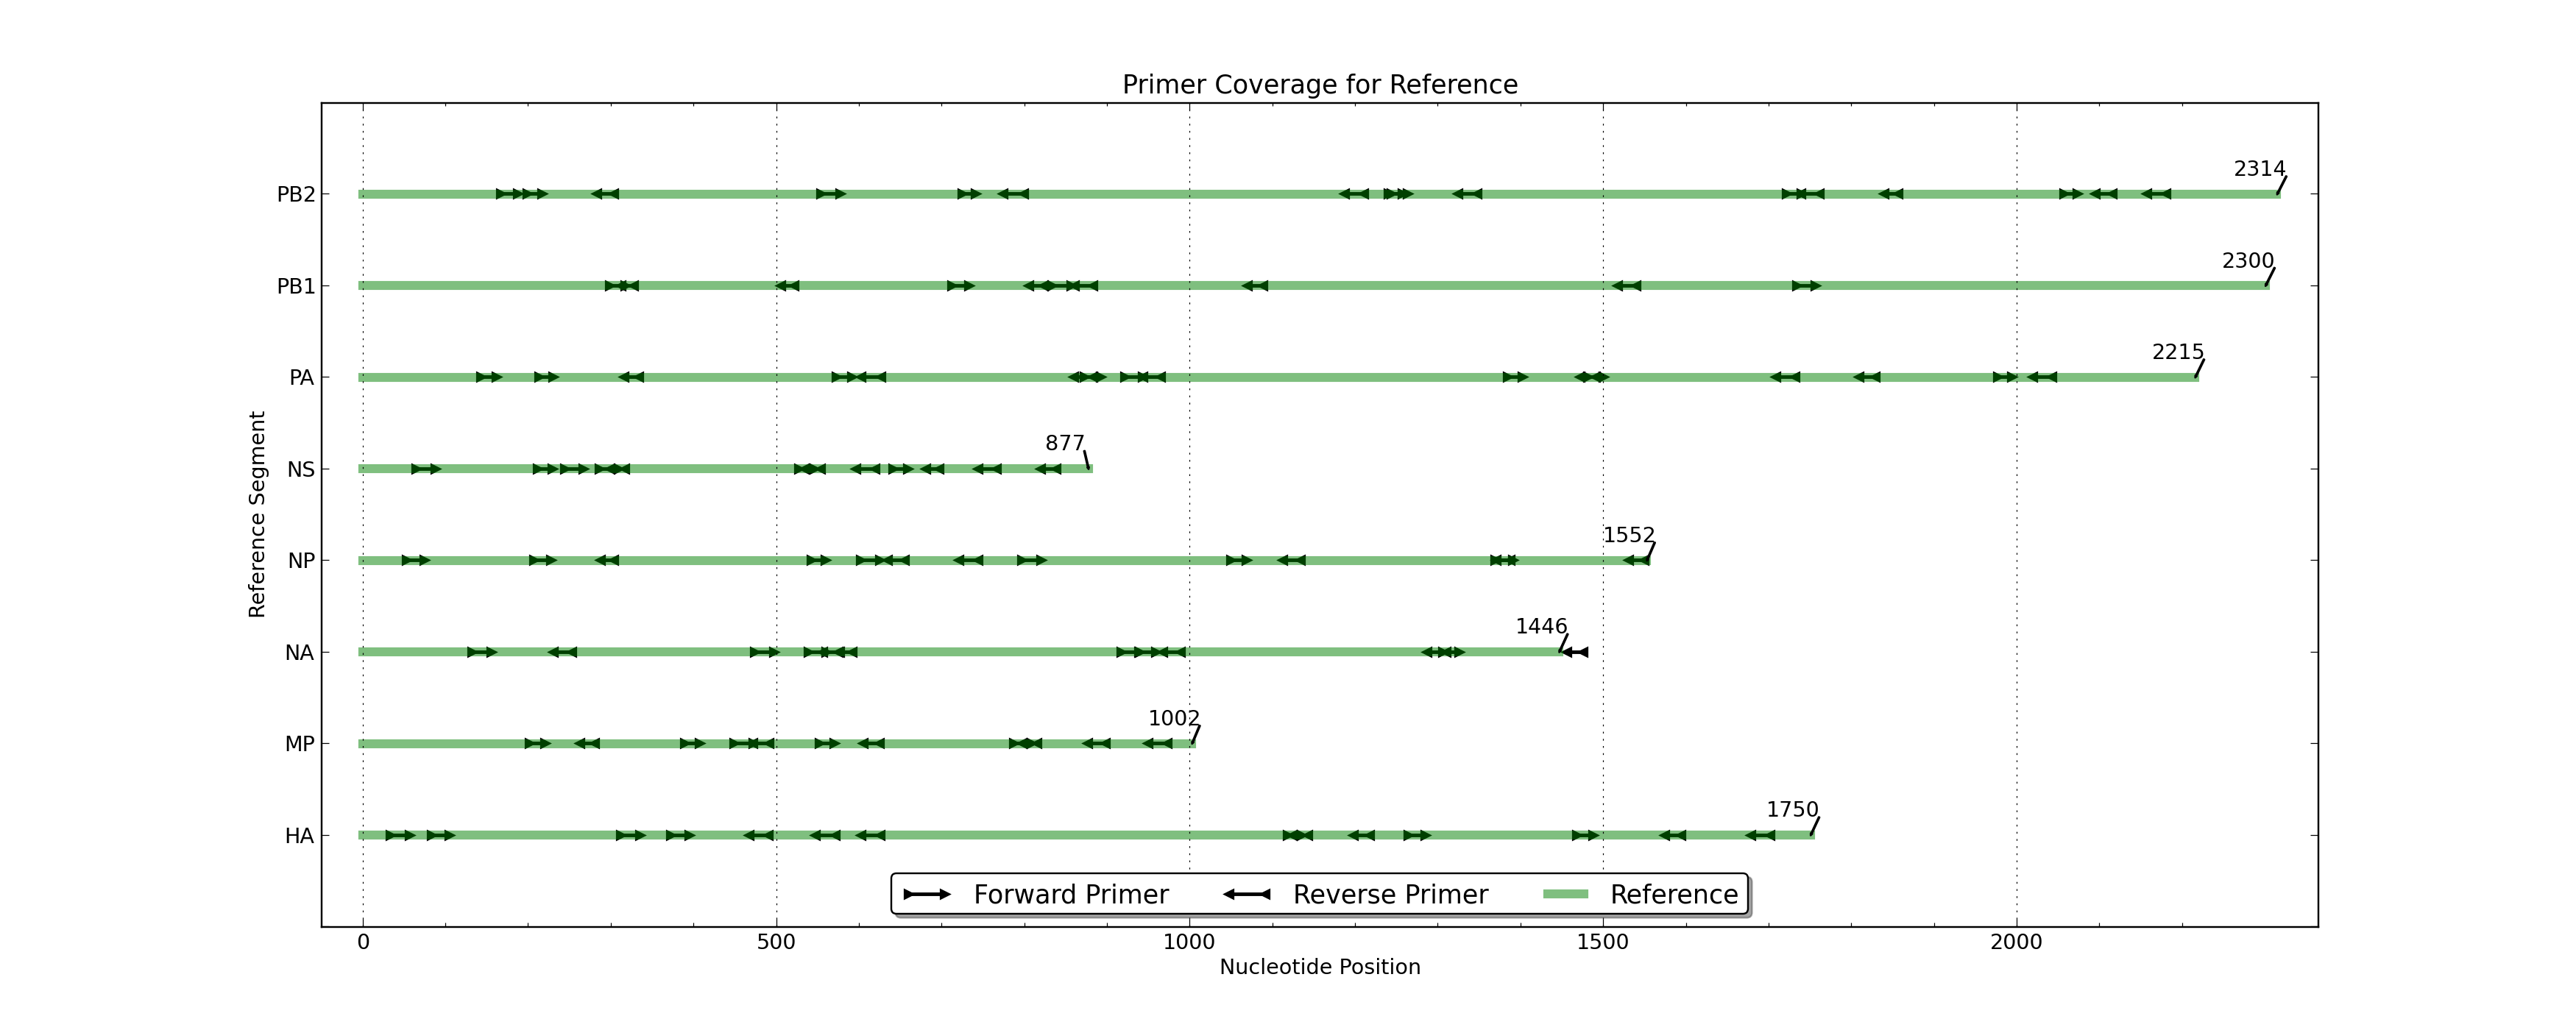 Primer Coverage for Reference
2314
PB2
2300
PB1
2215
PA
877
NS
1552
NP
1446
NA
1002
MP
1750
HA
Reference Segment
Forward Primer Reverse Primer Reference
0 500 1000 1500 2000
Nucleotide Position